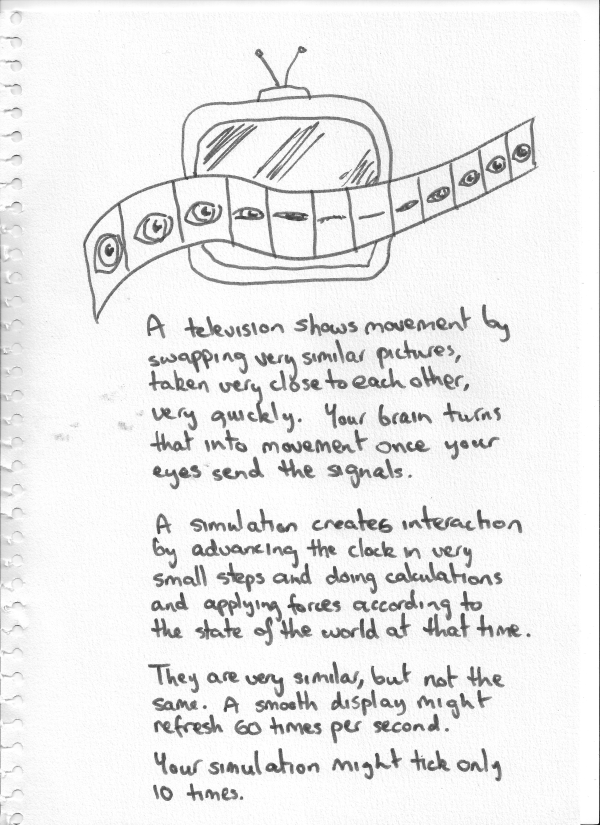 A television shows movement by
swapping very similar pictures,
taken very close to each other,
very quickly. Your brain turns
that into movement once your
eyes send the signals.
A simulation creates interaction
by advancing the clock in very
small steps and doing calculations
and applying forces according to
the state of the world at that time.
They are very similar, but not the
same. A smooth display might
refresh 60 times per second.
Your simulation might tick only
10 times.